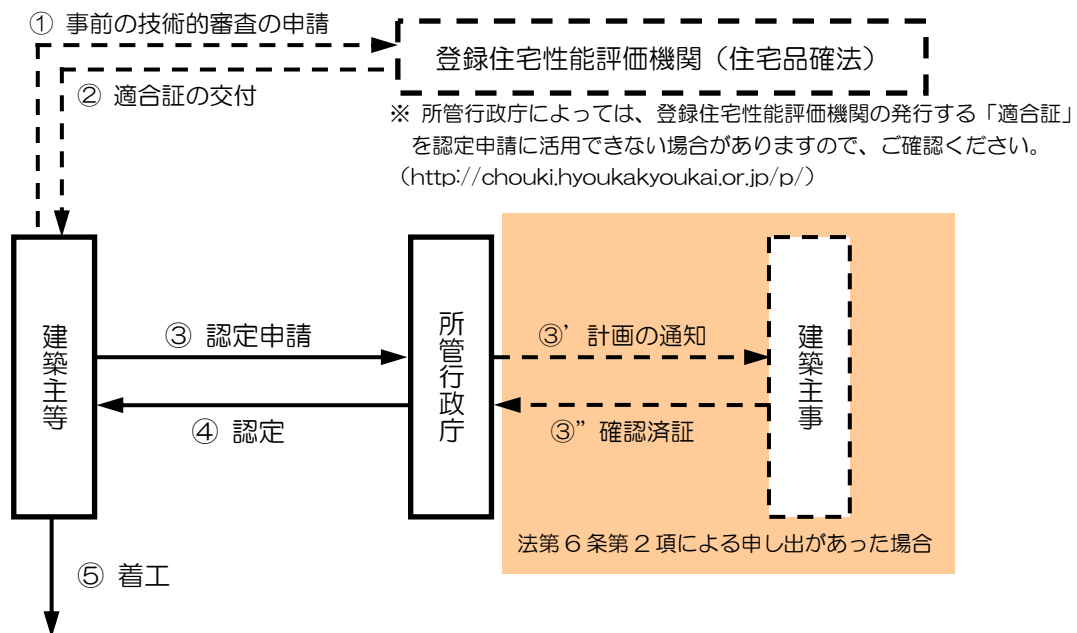 ① 事前の技術的審査の申請
登録住宅性能評価機関（住宅品確法）
② 適合証の交付
※ 所管行政庁によっては、登録住宅性能評価機関の発行する「適合証」
を認定申請に活用できない場合がありますので、ご確認ください。
（http://chouki.hyoukakyoukai.or.jp/p/）
建築主等
③ 認定申請
④ 認定
所管行政庁
③’ 計画の通知
③” 確認済証
建築主事
法第６条第２項による申し出があった場合
⑤ 着工